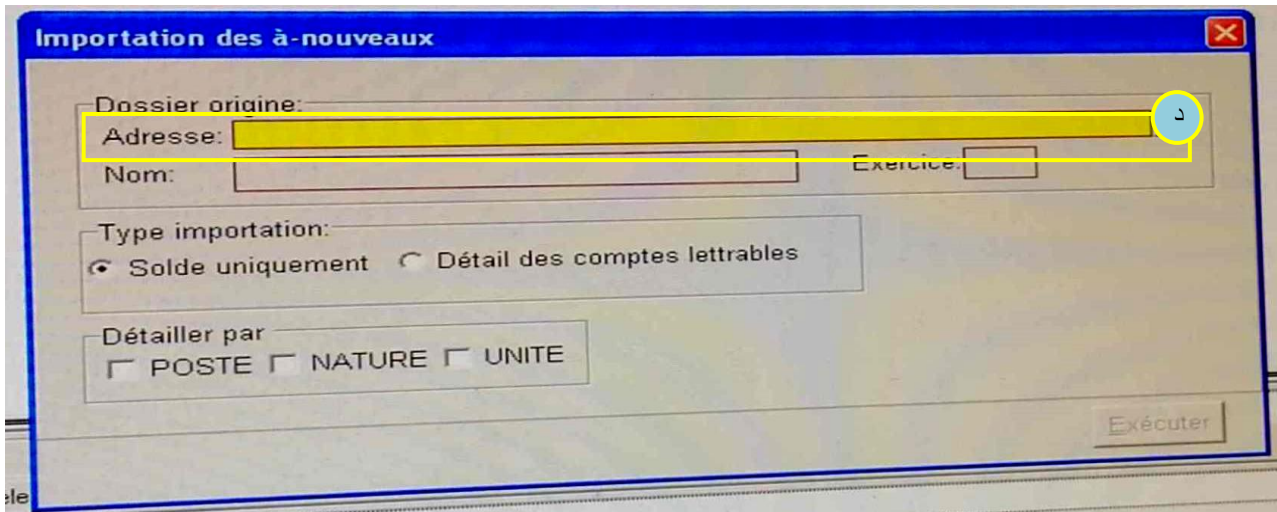 Importation des à-nouveaux
Dossier origine:
Adresse:
د
Nom:
Exercice:
Type importation:
Solde uniquement
Détail des comptes lettrables
Détailler par
POSTE
NATURE
UNITE
Exécuter
ele